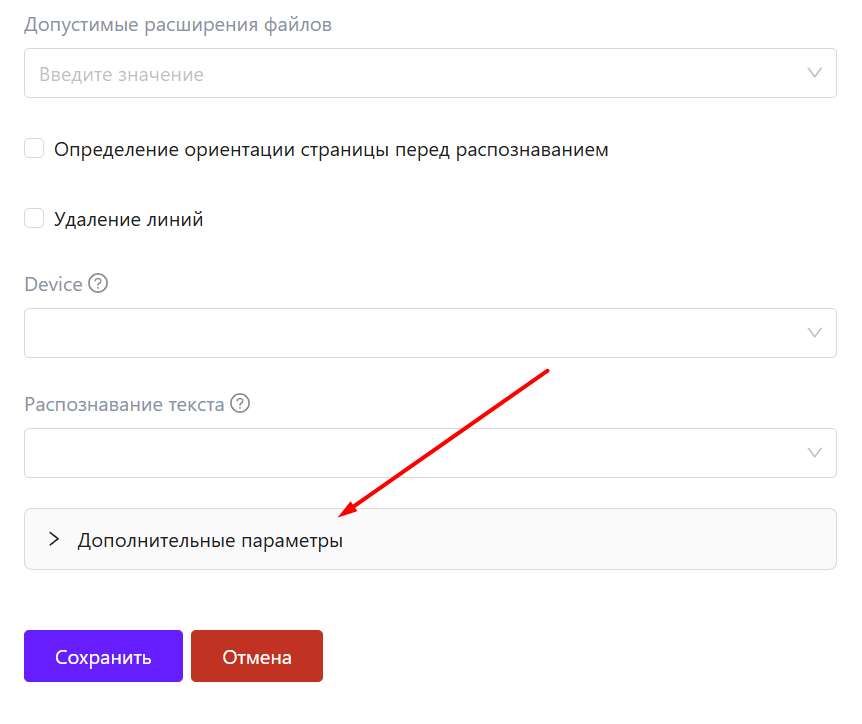 Допустимые расширения файлов
Введите значение
Определение ориентации страницы перед распознаванием
Удаление линий
Device ?
Распознавание текста ?
Дополнительные параметры
Сохранить Отмена